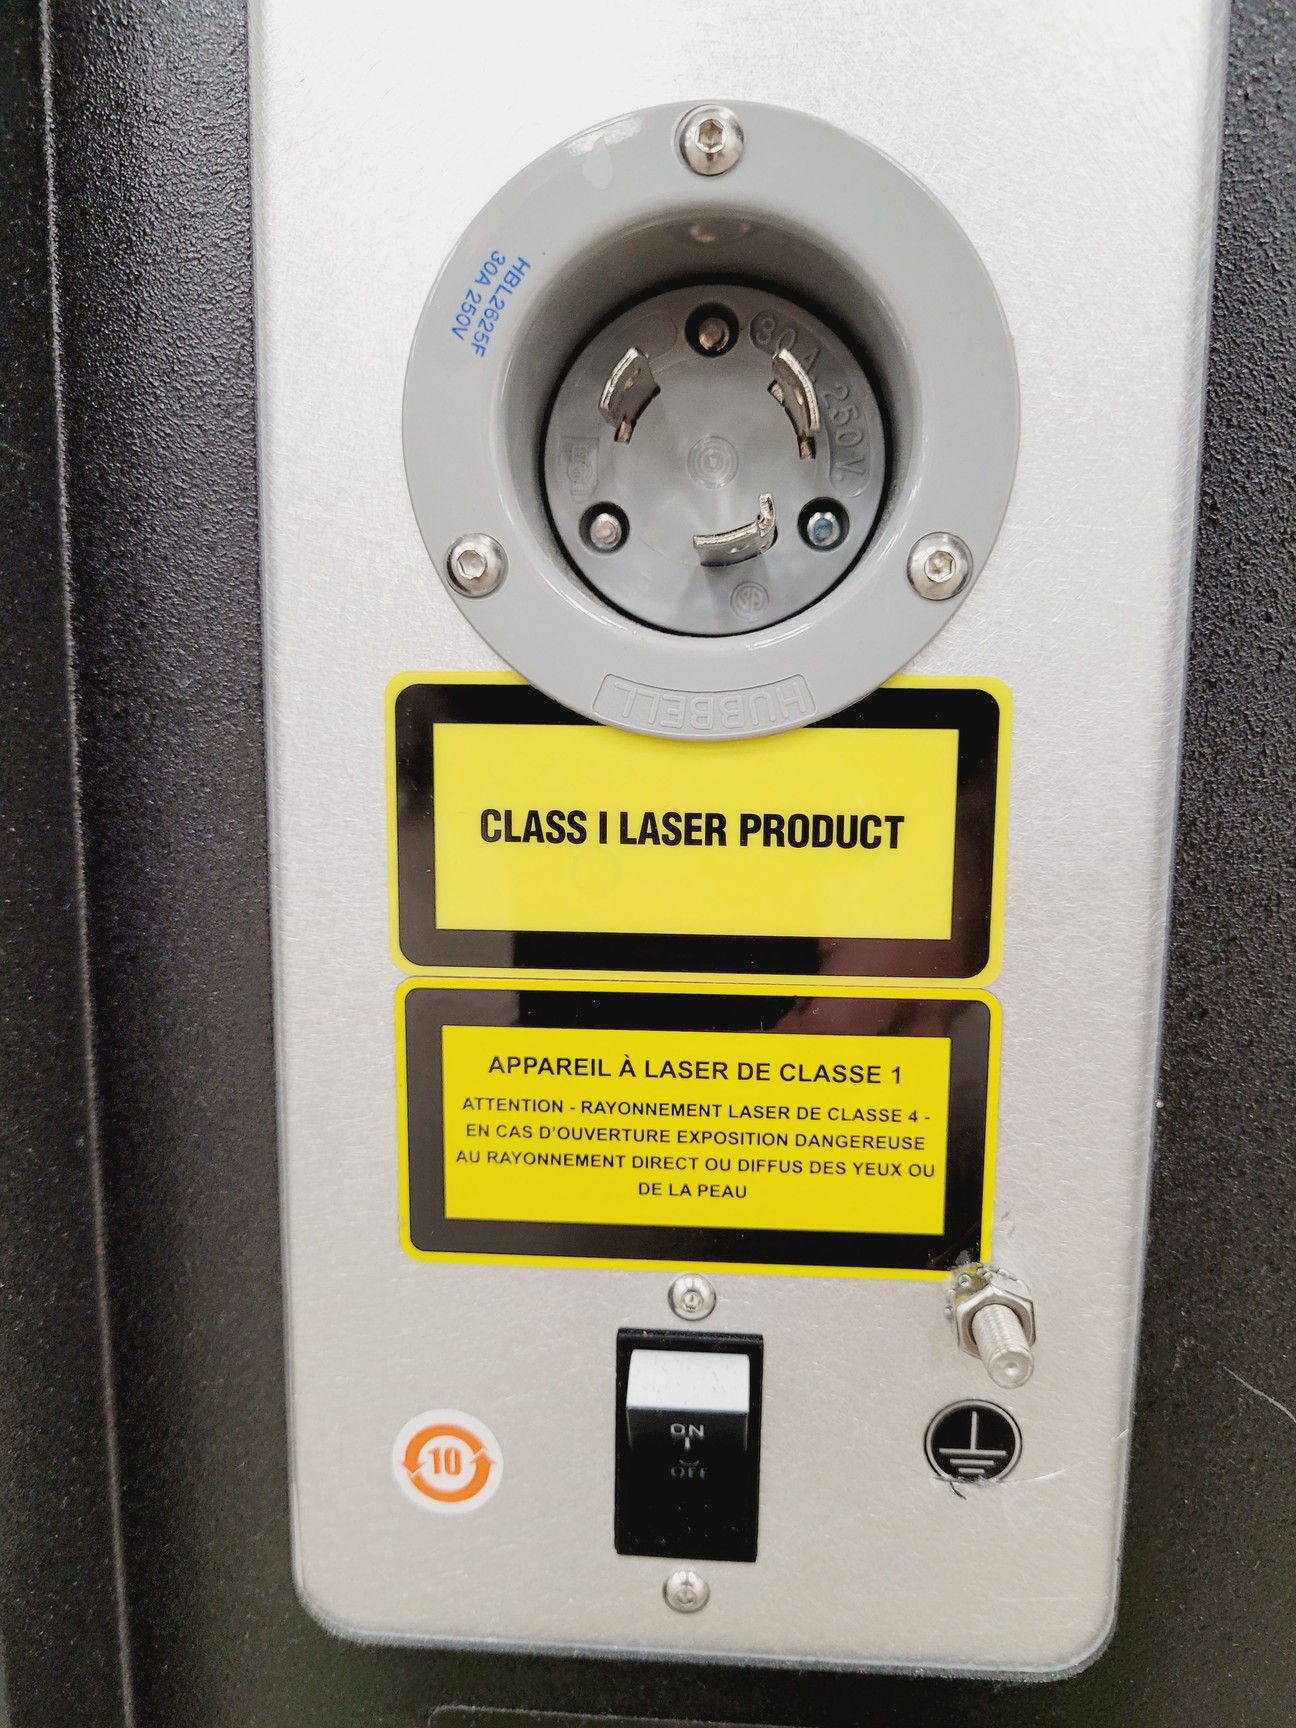 HBL2625F
30A 250V
30A. 250V.
HUBBELL
CLASS I LASER PRODUCT
APPAREIL À LASER DE CLASSE 1
ATTENTION - RAYONNEMENT LASER DE CLASSE 4 -
EN CAS D'OUVERTURE EXPOSITION DANGEREUSE
AU RAYONNEMENT DIRECT OU DIFFUS DES YEUX OU
DE LA PEAU
ON
OFF
10